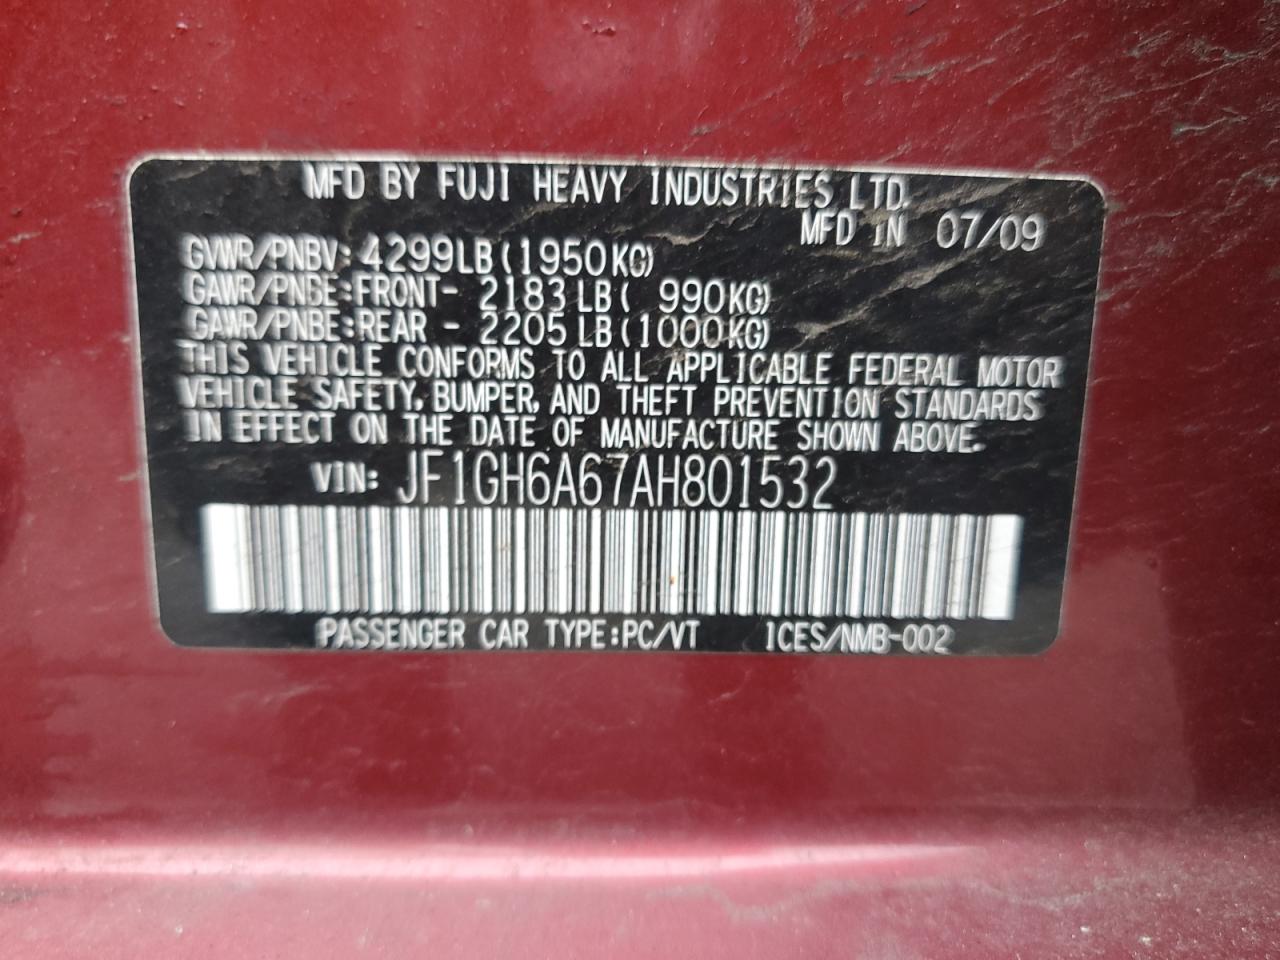 MFD BY FUJI HEAVY INDUSTRIES LTD.
MFD IN 07/09
GVWR/PNBV: 4299LB(1950KG)
GAWR/PNBE:FRONT- 2183LB( 990KG)
GAWR/PNBE:REAR - 2205LB(1000KG)
THIS VEHICLE CONFORMS TO ALL APPLICABLE FEDERAL MOTOR
VEHICLE SAFETY, BUMPER, AND THEFT PREVENTION STANDARDS
IN EFFECT ON THE DATE OF MANUFACTURE SHOWN ABOVE.
VIN: JF1GH6A67AH801532
PASSENGER CAR TYPE:PC/VT 1CES/NMB-002